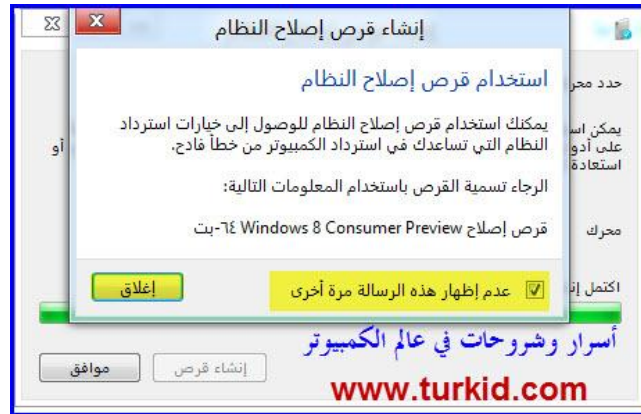 إنشاء قرص إصلاح النظام
استخدام قرص إصلاح النظام
حدد محر
يمكنك استخدام قرص إصلاح النظام للوصول إلى خيارات استرداد
النظام التي تساعدك في استرداد الكمبيوتر من خطأ فادح.
يمكن اس
على أدو
أو
استعادة
الرجاء تسمية القرص باستخدام المعلومات التالية:
قرص إصلاح Windows 8 Consumer Preview ٦٤-بت
محرك
عدم إظهار هذه الرسالة مرة أخرى
إغلاق
اكتمل إن
أسرار وشروحات في عالم الكمبيوتر
إنشاء قرص
موافق
www.turkid.com